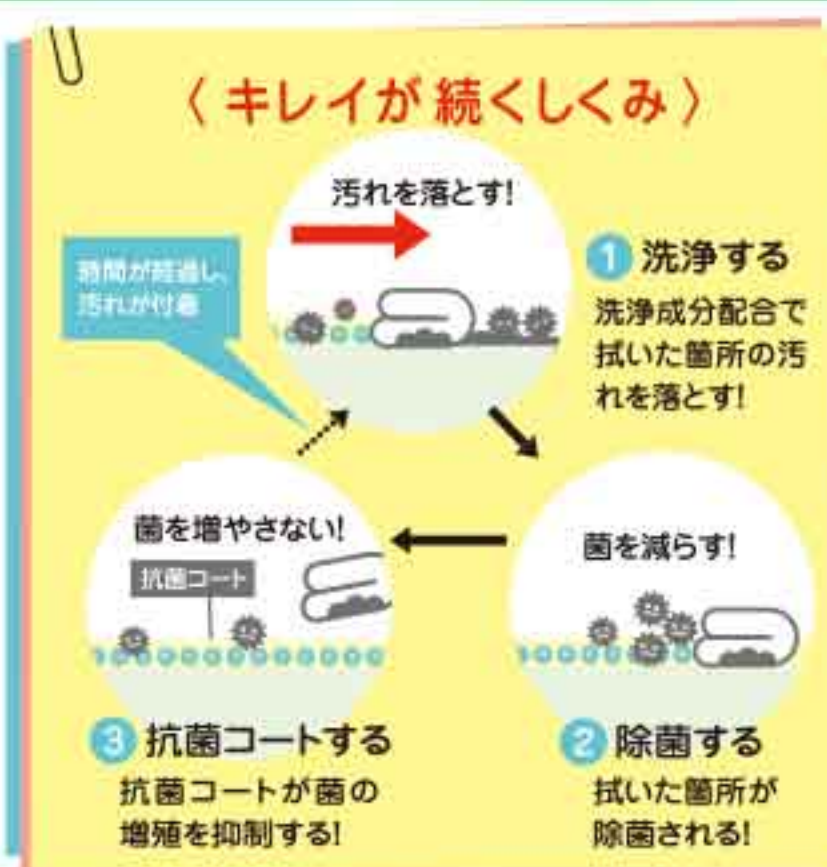 〈 キレイが 続くしくみ 〉
汚れを落とす!
1 洗浄する
洗浄成分配合で
拭いた箇所の汚
れを落とす!
時間が経過し、
汚れが付着
菌を減らす!
2 除菌する
拭いた箇所が
除菌される!
菌を増やさない!
抗菌コート
3 抗菌コートする
抗菌コートが菌の
増殖を抑制する!